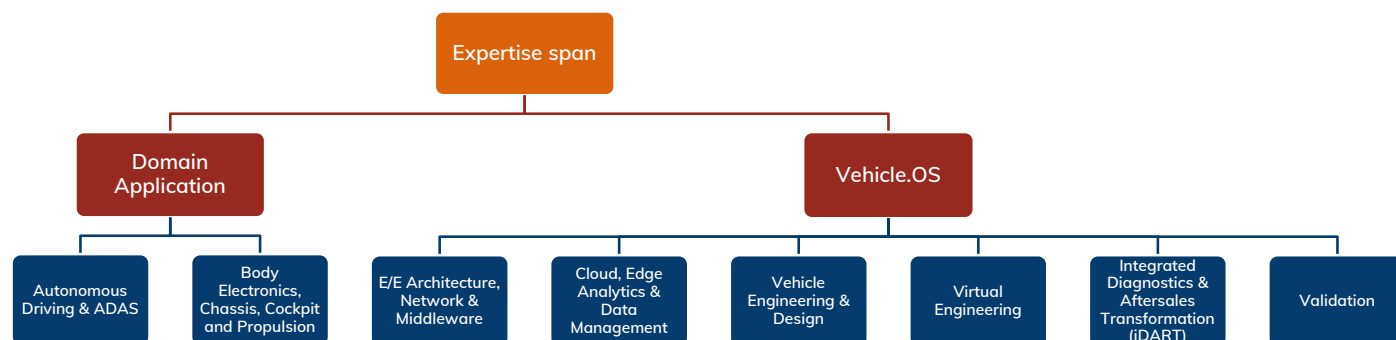 Expertise span
Domain
Application
Vehicle.OS
Autonomous
Driving & ADAS
Body
Electronics,
Chassis, Cockpit
and Propulsion
E/E Architecture,
Network &
Middleware
Cloud, Edge
Analytics &
Data
Management
Vehicle
Engineering &
Design
Virtual
Engineering
Integrated
Diagnostics &
Aftersales
Transformation
(iDART)
Validation